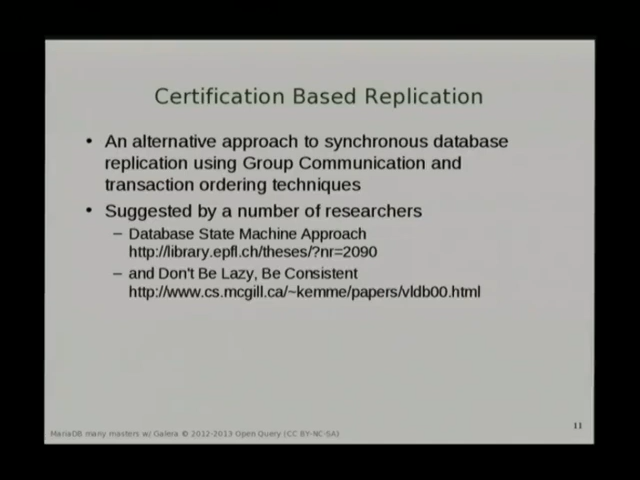 Certification Based Replication
• An alternative approach to synchronous database
replication using Group Communication and
transaction ordering techniques
• Suggested by a number of researchers
– Database State Machine Approach
http://library.epfl.ch/theses/?nr=2090
– and Don't Be Lazy, Be Consistent
http://www.cs.mcgill.ca/~kemme/papers/vldb00.html
MariaDB many masters w/ Galera © 2012-2013 Open Query (CC BY-NC-SA)
11